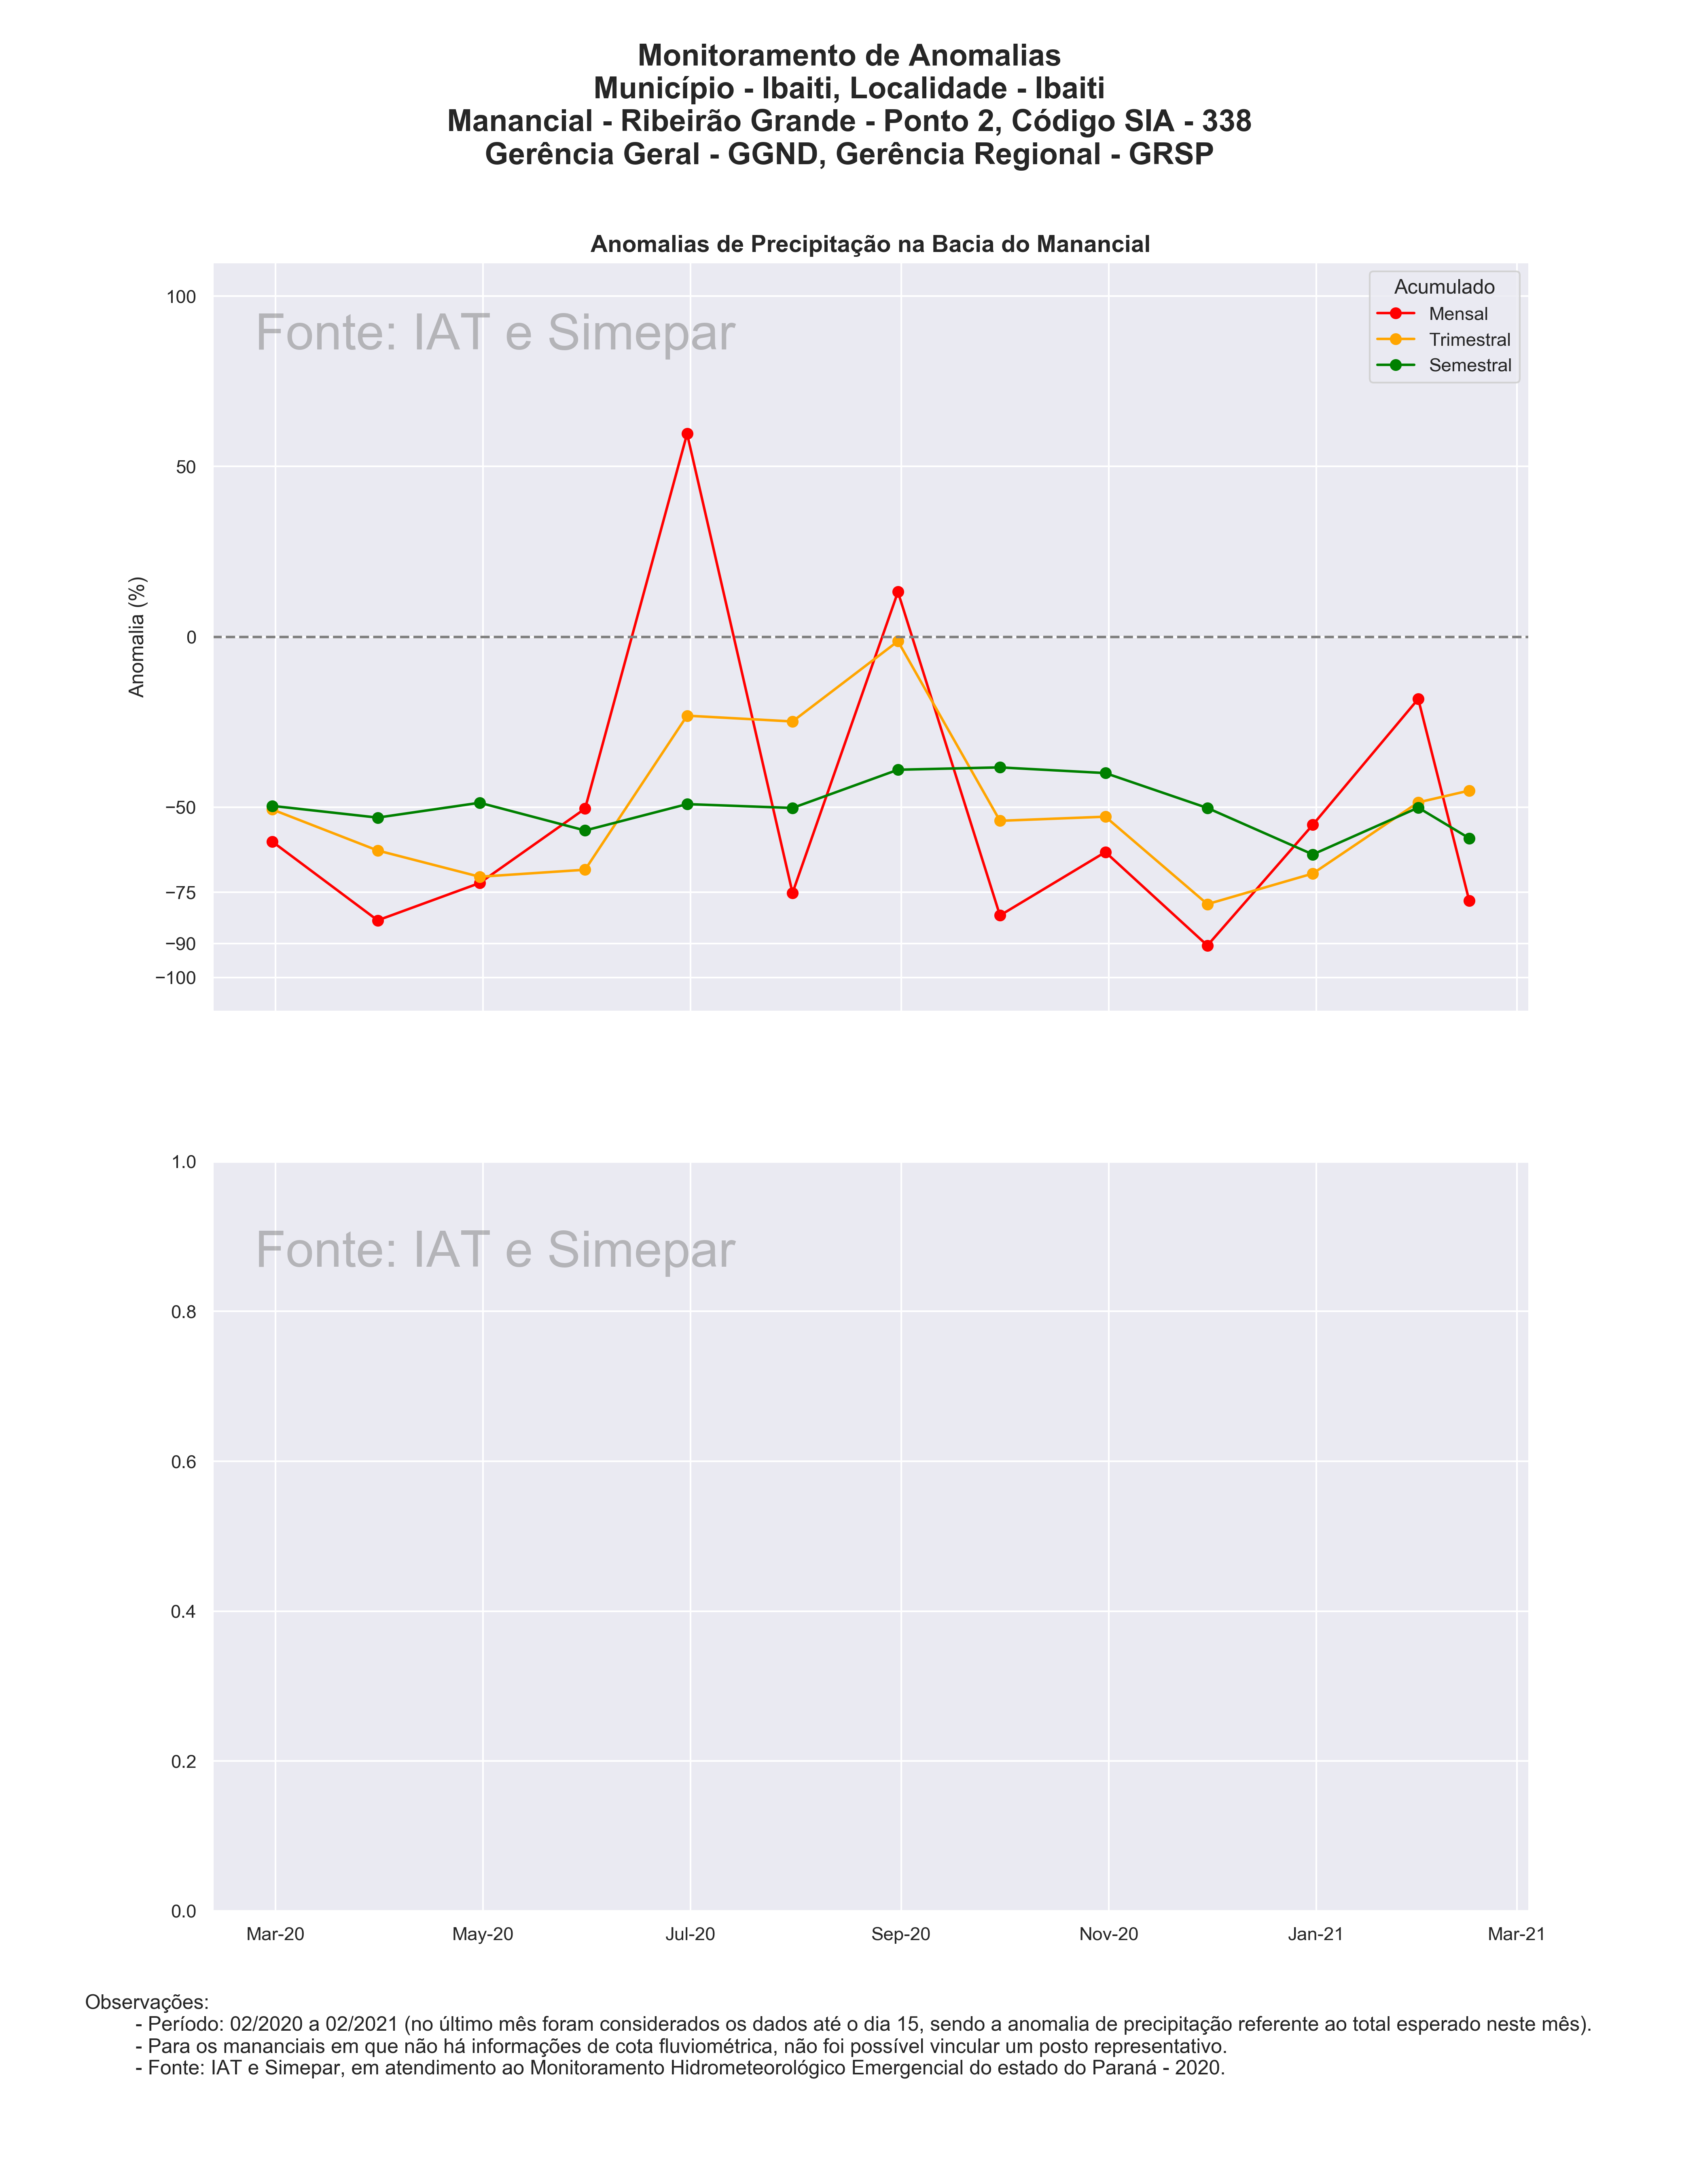 Monitoramento de Anomalias
Município - Ibaiti, Localidade - Ibaiti
Manancial - Ribeirão Grande - Ponto 2, Código SIA - 338
Gerência Geral - GGND, Gerência Regional - GRSP
Anomalias de Precipitação na Bacia do Manancial
Fonte: IAT e Simepar
Acumulado
Mensal
Trimestral
Semestral
Anomalia (%)
100
50
0
−50
−75
−90
−100
Fonte: IAT e Simepar
1.0
0.8
0.6
0.4
0.2
0.0
Mar-20 May-20 Jul-20 Sep-20 Nov-20 Jan-21 Mar-21
Observações:
- Período: 02/2020 a 02/2021 (no último mês foram considerados os dados até o dia 15, sendo a anomalia de precipitação referente ao total esperado neste mês).
- Para os mananciais em que não há informações de cota fluviométrica, não foi possível vincular um posto representativo.
- Fonte: IAT e Simepar, em atendimento ao Monitoramento Hidrometeorológico Emergencial do estado do Paraná - 2020.